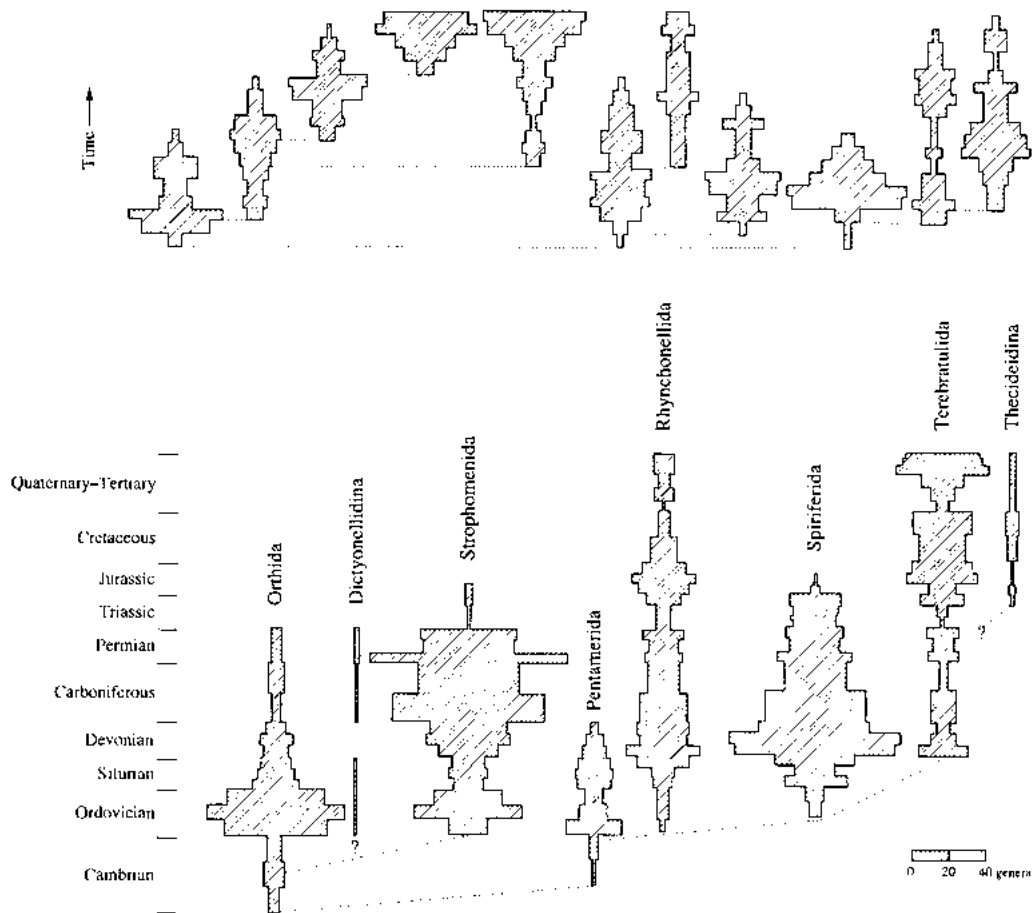 Time
Rhynchonellida
Terebratulida
Thecideidina
Strophomenida
Spiriferida
Orthida
Dictyonellidina
Pentamerida
Quaternary–Tertiary
Cretaceous
Jurassic
Triassic
?
Permian
Carboniferous
Devonian
Silurian
Ordovician
?
Cambrian
0 20 40 genera